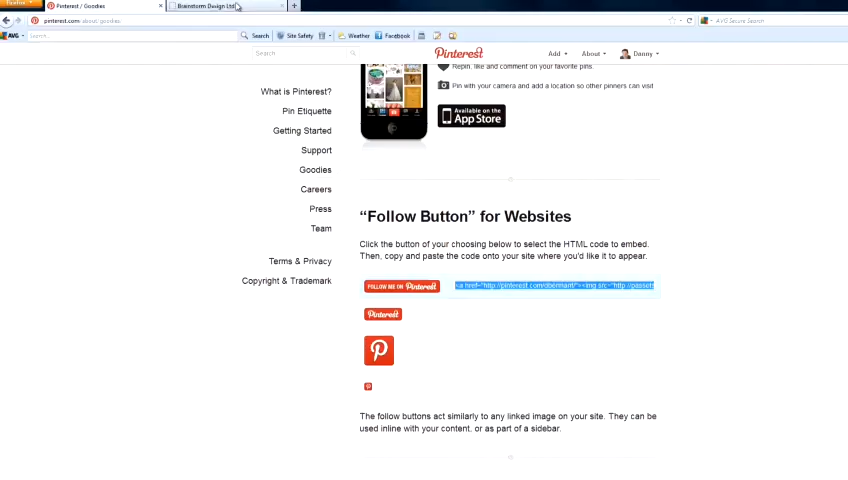 Firefox
Pinterest / Goodies
Brainstorm Design Ltd
pinterest.com/about/goodies/
AVG Secure Search
AVG
Search...
Search
Site Safety
Weather
Facebook
Search
Pinterest
Add
About
Danny
What is Pinterest?
Pin Etiquette
Getting Started
Support
Goodies
Careers
Press
Team
Terms & Privacy
Copyright & Trademark
Repin, like and comment on your favorite pins.
Pin with your camera and add a location so other pinners can visit
Available on the
App Store
“Follow Button” for Websites
Click the button of your choosing below to select the HTML code to embed.
Then, copy and paste the code onto your site where you'd like it to appear.
FOLLOW ME ON Pinterest
<a href="http://pinterest.com/dbermant/"><img src="http://passets
Pinterest
The follow buttons act similarly to any linked image on your site. They can be
used inline with your content, or as part of a sidebar.